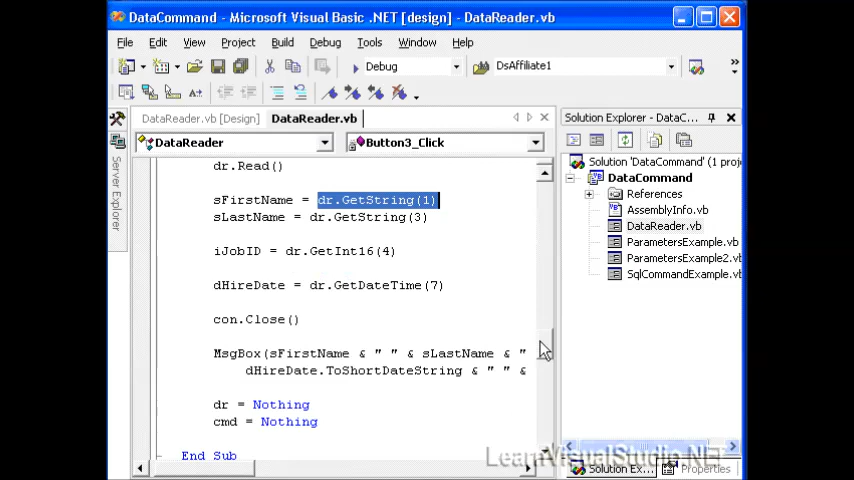 DataCommand - Microsoft Visual Basic .NET [design] - DataReader.vb
File Edit View Project Build Debug Tools Window Help
Debug DsAffiliate1
DataReader.vb [Design] DataReader.vb
Solution Explorer - DataC...
DataReader Button3_Click
Server Explorer
dr.Read()
sFirstName = dr.GetString(1)
sLastName = dr.GetString(3)
iJobID = dr.GetInt16(4)
dHireDate = dr.GetDateTime(7)
con.Close()
MsgBox(sFirstName & " " & sLastName & "
dHireDate.ToShortDateString & " " &
dr = Nothing
cmd = Nothing
End Sub
Solution 'DataCommand' (1 proj
DataCommand
References
AssemblyInfo.vb
DataReader.vb
ParametersExample.vb
ParametersExample2.vb
SqlCommandExample.vb
LearnVisualStudio.NET
Solution Ex... Properties